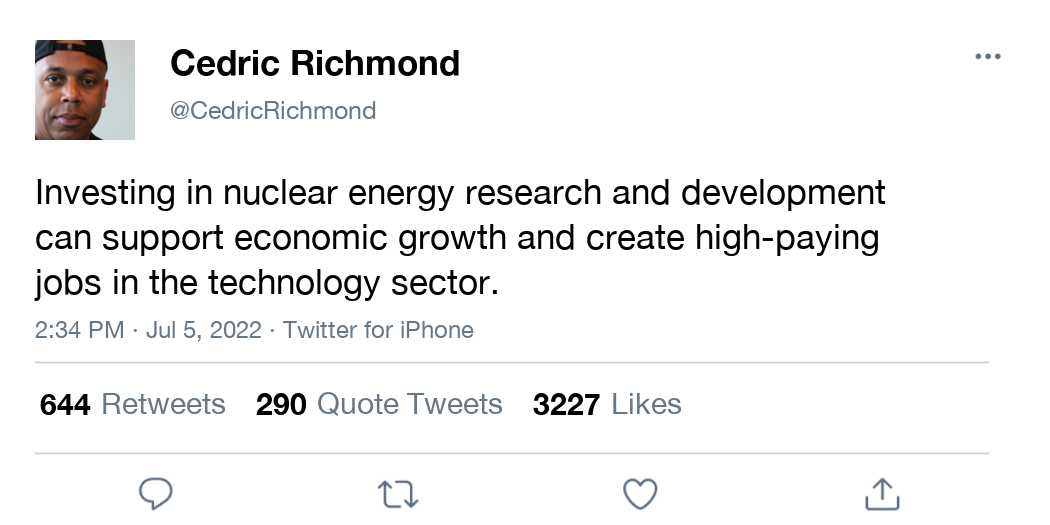 Cedric Richmond
@CedricRichmond
Investing in nuclear energy research and development
can support economic growth and create high-paying
jobs in the technology sector.
2:34 PM · Jul 5, 2022 · Twitter for iPhone
644 Retweets 290 Quote Tweets 3227 Likes